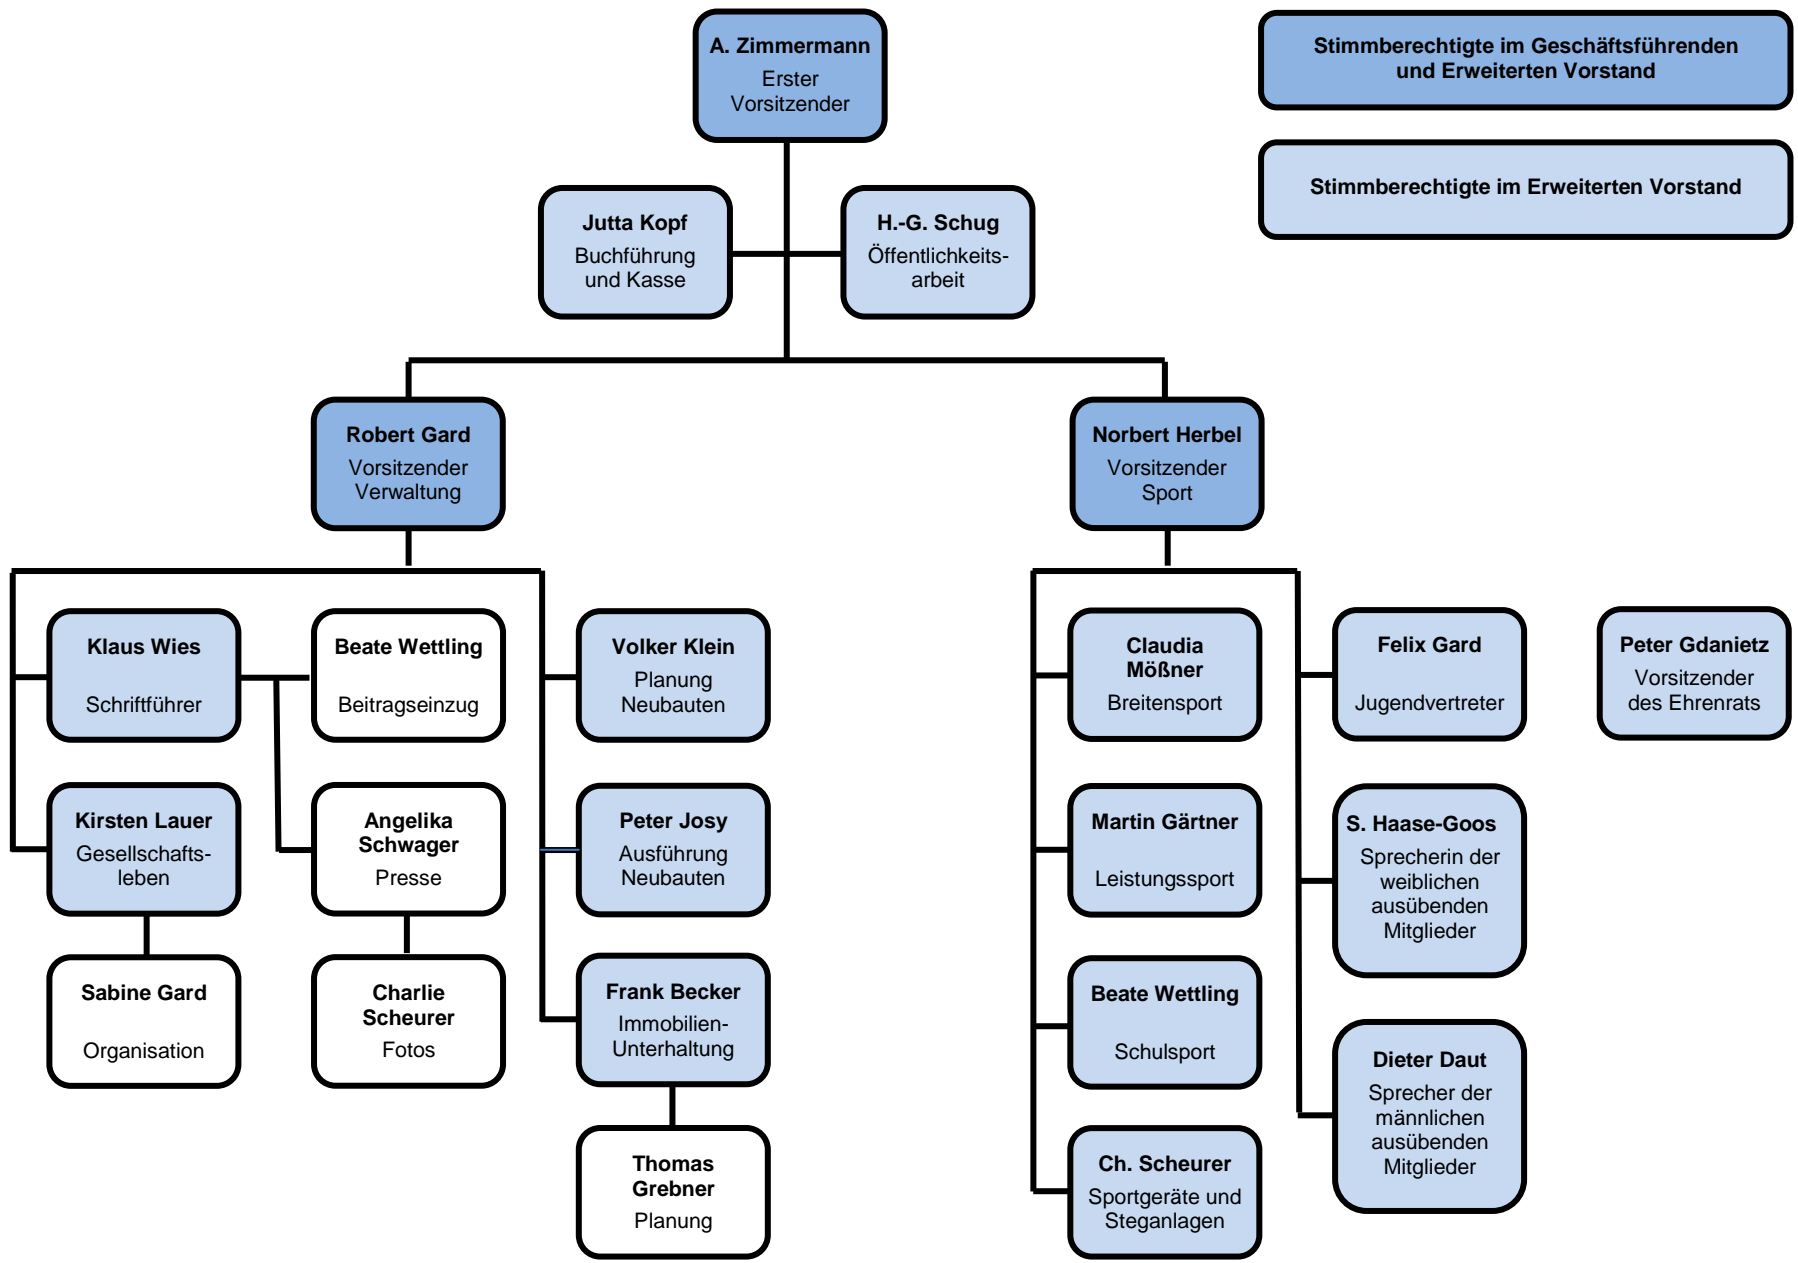 A. Zimmermann
Erster
Vorsitzender
Stimmberechtigte im Geschäftsführenden
und Erweiterten Vorstand
Stimmberechtigte im Erweiterten Vorstand
Jutta Kopf
Buchführung
und Kasse
H.-G. Schug
Öffentlichkeits-
arbeit
Robert Gard
Vorsitzender
Verwaltung
Norbert Herbel
Vorsitzender
Sport
Klaus Wies
Schriftführer
Beate Wettling
Beitragseinzug
Volker Klein
Planung
Neubauten
Claudia
Mößner
Breitensport
Felix Gard
Jugendvertreter
Peter Gdanietz
Vorsitzender
des Ehrenrats
Kirsten Lauer
Gesellschafts-
leben
Angelika
Schwager
Presse
Peter Josy
Ausführung
Neubauten
Martin Gärtner
Leistungssport
S. Haase-Goos
Sprecherin der
weiblichen
ausübenden
Mitglieder
Sabine Gard
Organisation
Charlie
Scheurer
Fotos
Frank Becker
Immobilien-
Unterhaltung
Beate Wettling
Schulsport
Dieter Daut
Sprecher der
männlichen
ausübenden
Mitglieder
Thomas
Grebner
Planung
Ch. Scheurer
Sportgeräte und
Steganlagen